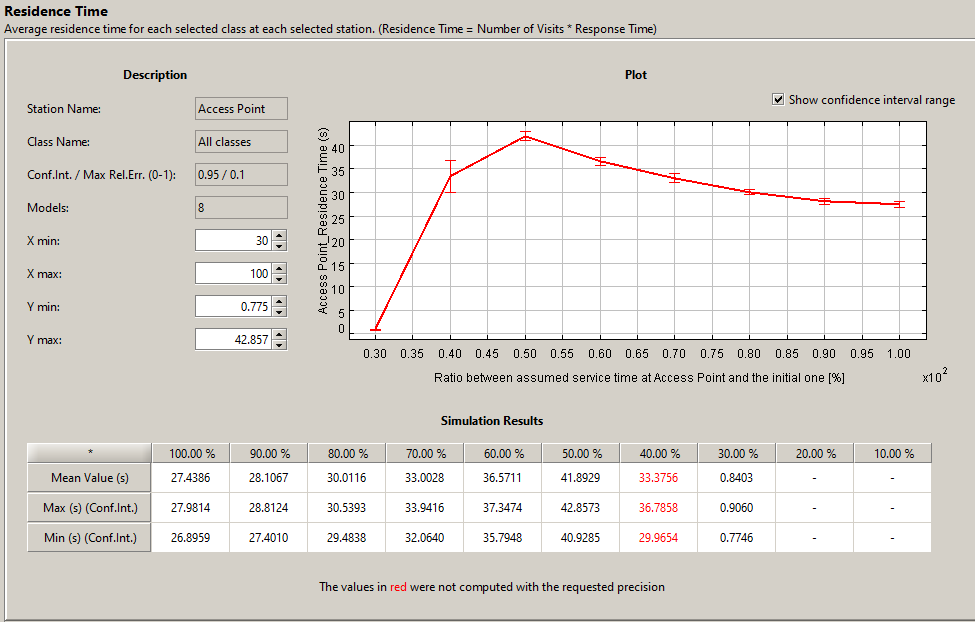 Residence Time
Average residence time for each selected class at each selected station. (Residence Time = Number of Visits * Response Time)
Description
Station Name: Access Point
Class Name: All classes
Conf.Int. / Max Rel.Err. (0-1): 0.95 / 0.1
Models: 8
X min: 30
X max: 100
Y min: 0.775
Y max: 42.857
Plot
Show confidence interval range
Access Point_Residence Time (s)
40
35
30
25
20
15
10
5
0
0.30 0.35 0.40 0.45 0.50 0.55 0.60 0.65 0.70 0.75 0.80 0.85 0.90 0.95 1.00
Ratio between assumed service time at Access Point and the initial one [%] x10²
Simulation Results
* 100.00 % 90.00 % 80.00 % 70.00 % 60.00 % 50.00 % 40.00 % 30.00 % 20.00 % 10.00 %
Mean Value (s) 27.4386 28.1067 30.0116 33.0028 36.5711 41.8929 33.3756 0.8403 - -
Max (s) (Conf.Int.) 27.9814 28.8124 30.5393 33.9416 37.3474 42.8573 36.7858 0.9060 - -
Min (s) (Conf.Int.) 26.8959 27.4010 29.4838 32.0640 35.7948 40.9285 29.9654 0.7746 - -
The values in red were not computed with the requested precision